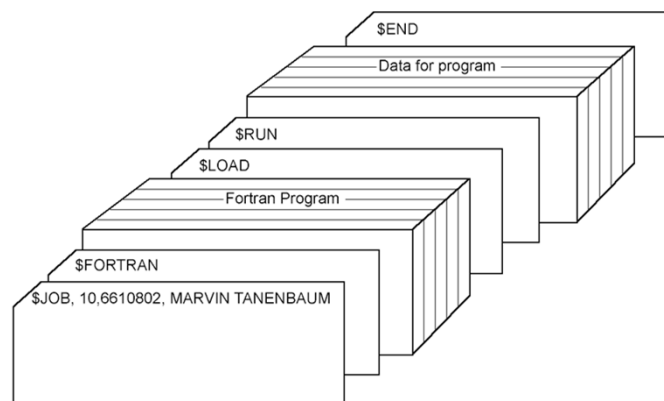 $END
Data for program
$RUN
$LOAD
Fortran Program
$FORTRAN
$JOB, 10,6610802, MARVIN TANENBAUM